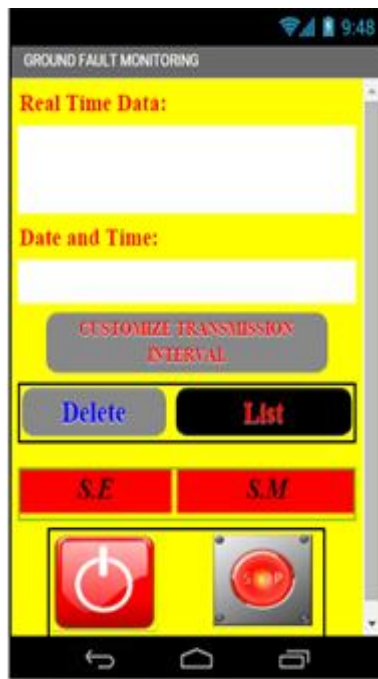 9:48
GROUND FAULT MONITORING
Real Time Data:
Date and Time:
CUSTOMIZE TRANSMISSION
INTERVAL
Delete
List
S.E
S.M
STOP